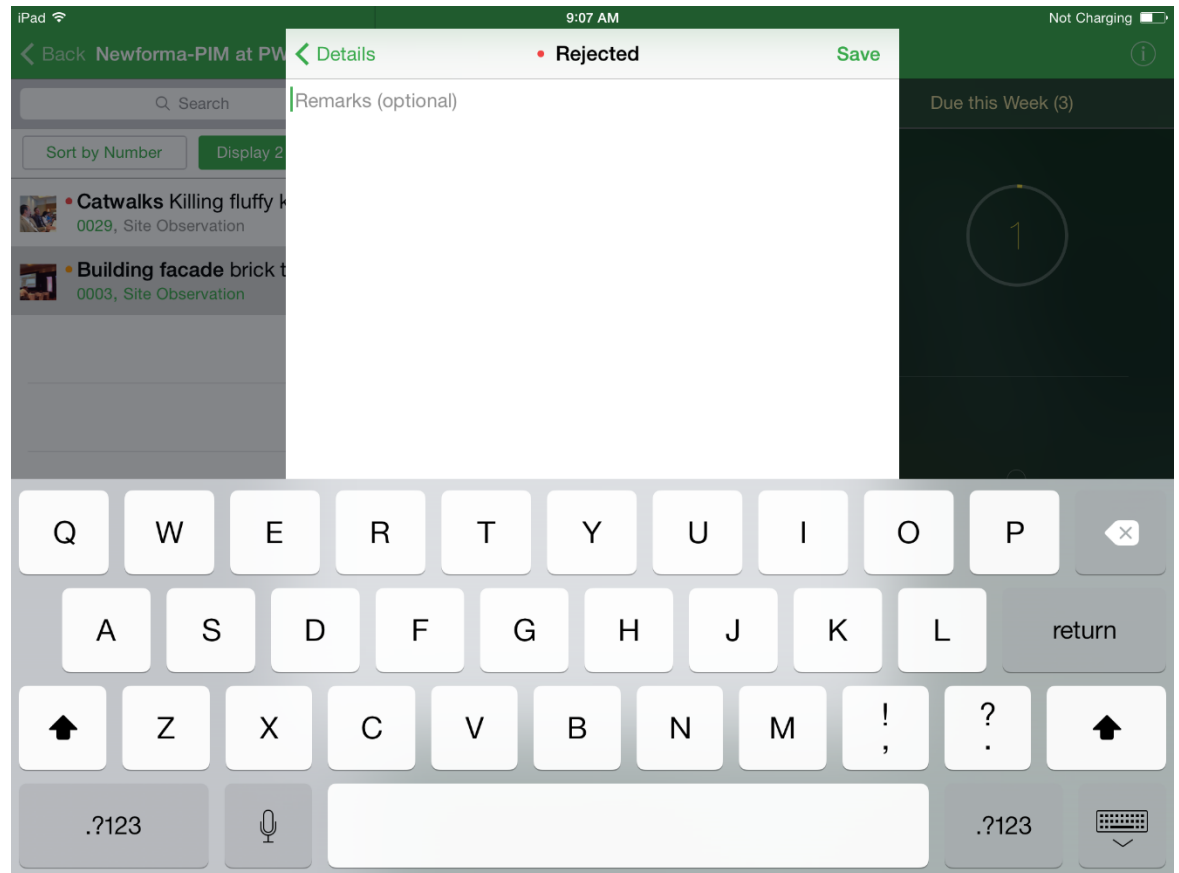 iPad 9:07 AM Not Charging
Back Newforma-PIM at PW
Details • Rejected Save
Search
Remarks (optional)
Due this Week (3)
Sort by Number Display 2
• Catwalks Killing fluffy k
0029, Site Observation
1
• Building facade brick t
0003, Site Observation
Q W E R T Y U I O P
A S D F G H J K L return
Z X C V B N M ! , ? .
.?123 .?123